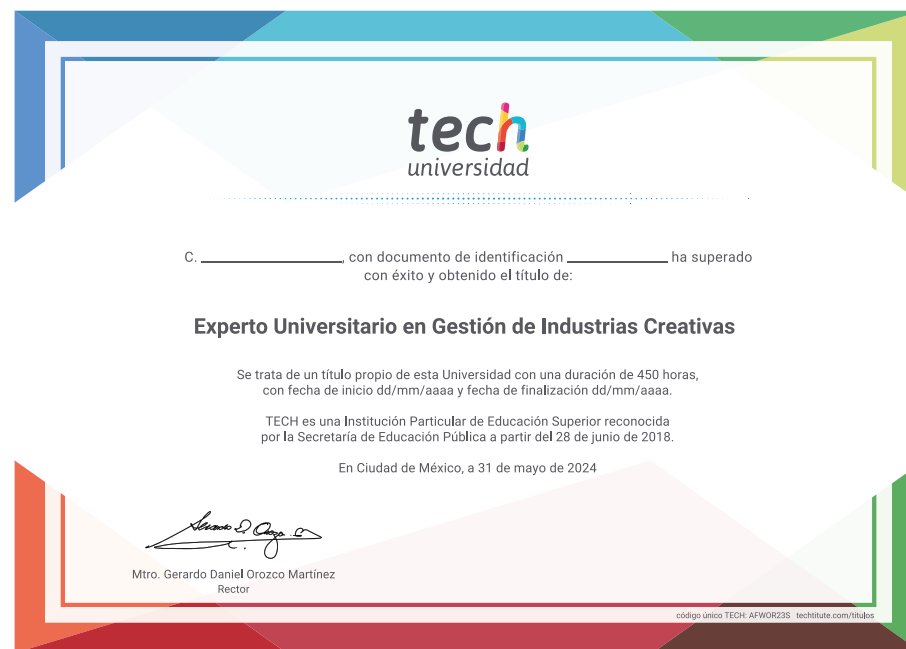 tech
universidad
C. ____________, con documento de identificación ____________ ha superado
con éxito y obtenido el título de:
Experto Universitario en Gestión de Industrias Creativas
Se trata de un título propio de esta Universidad con una duración de 450 horas,
con fecha de inicio dd/mm/aaaa y fecha de finalización dd/mm/aaaa.
TECH es una Institución Particular de Educación Superior reconocida
por la Secretaría de Educación Pública a partir del 28 de junio de 2018.
En Ciudad de México, a 31 de mayo de 2024
Mtro. Gerardo Daniel Orozco Martínez
Rector
código único TECH: AFWOR23S techtitute.com/titulos